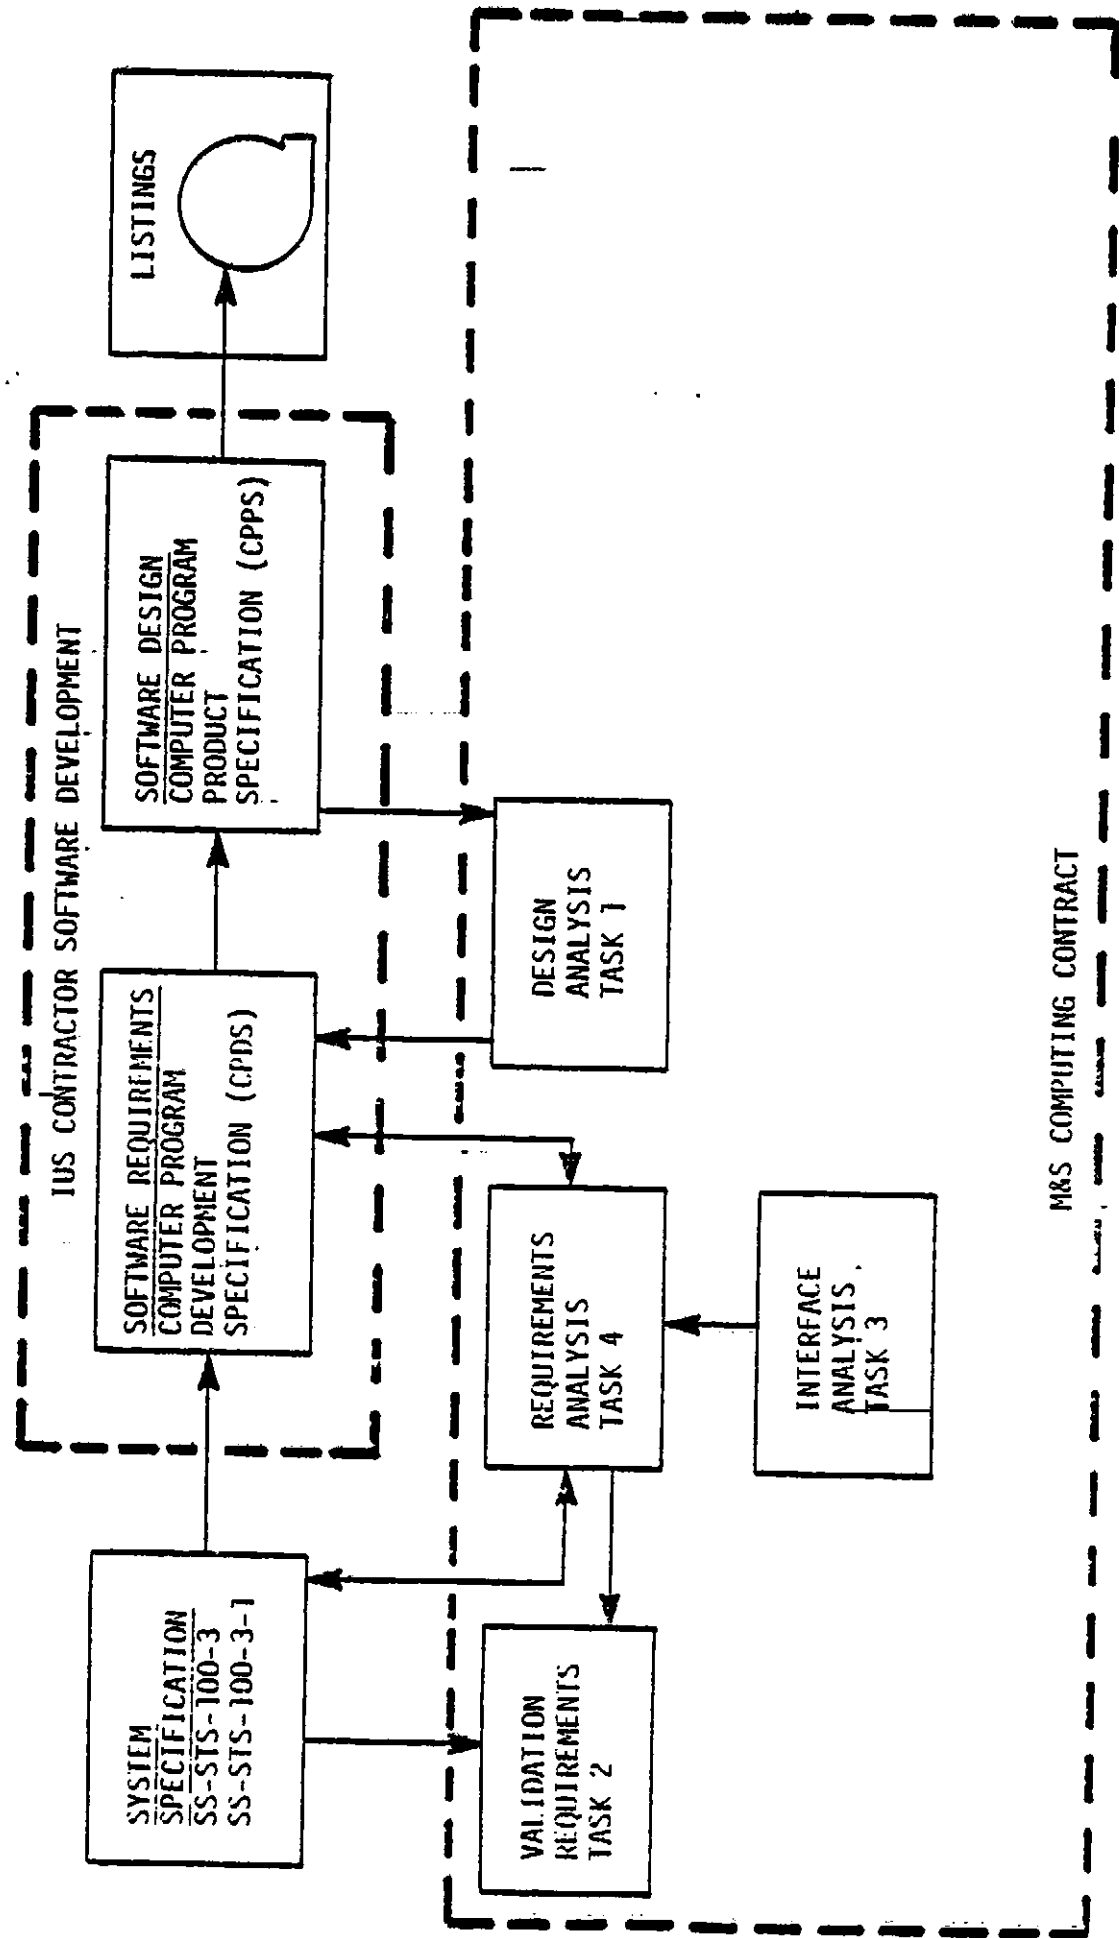 IUS CONTRACTOR SOFTWARE DEVELOPMENT
SYSTEM
SPECIFICATION
SS-STS-100-3
SS-STS-100-3-1
SOFTWARE REQUIREMENTS
COMPUTER PROGRAM
DEVELOPMENT
SPECIFICATION (CPDS)
SOFTWARE DESIGN
COMPUTER PROGRAM
PRODUCT
SPECIFICATION (CPPS)
LISTINGS
VALIDATION
REQUIREMENTS
TASK 2
REQUIREMENTS
ANALYSIS
TASK 4
DESIGN
ANALYSIS
TASK 1
INTERFACE
ANALYSIS
TASK 3
M&S COMPUTING CONTRACT